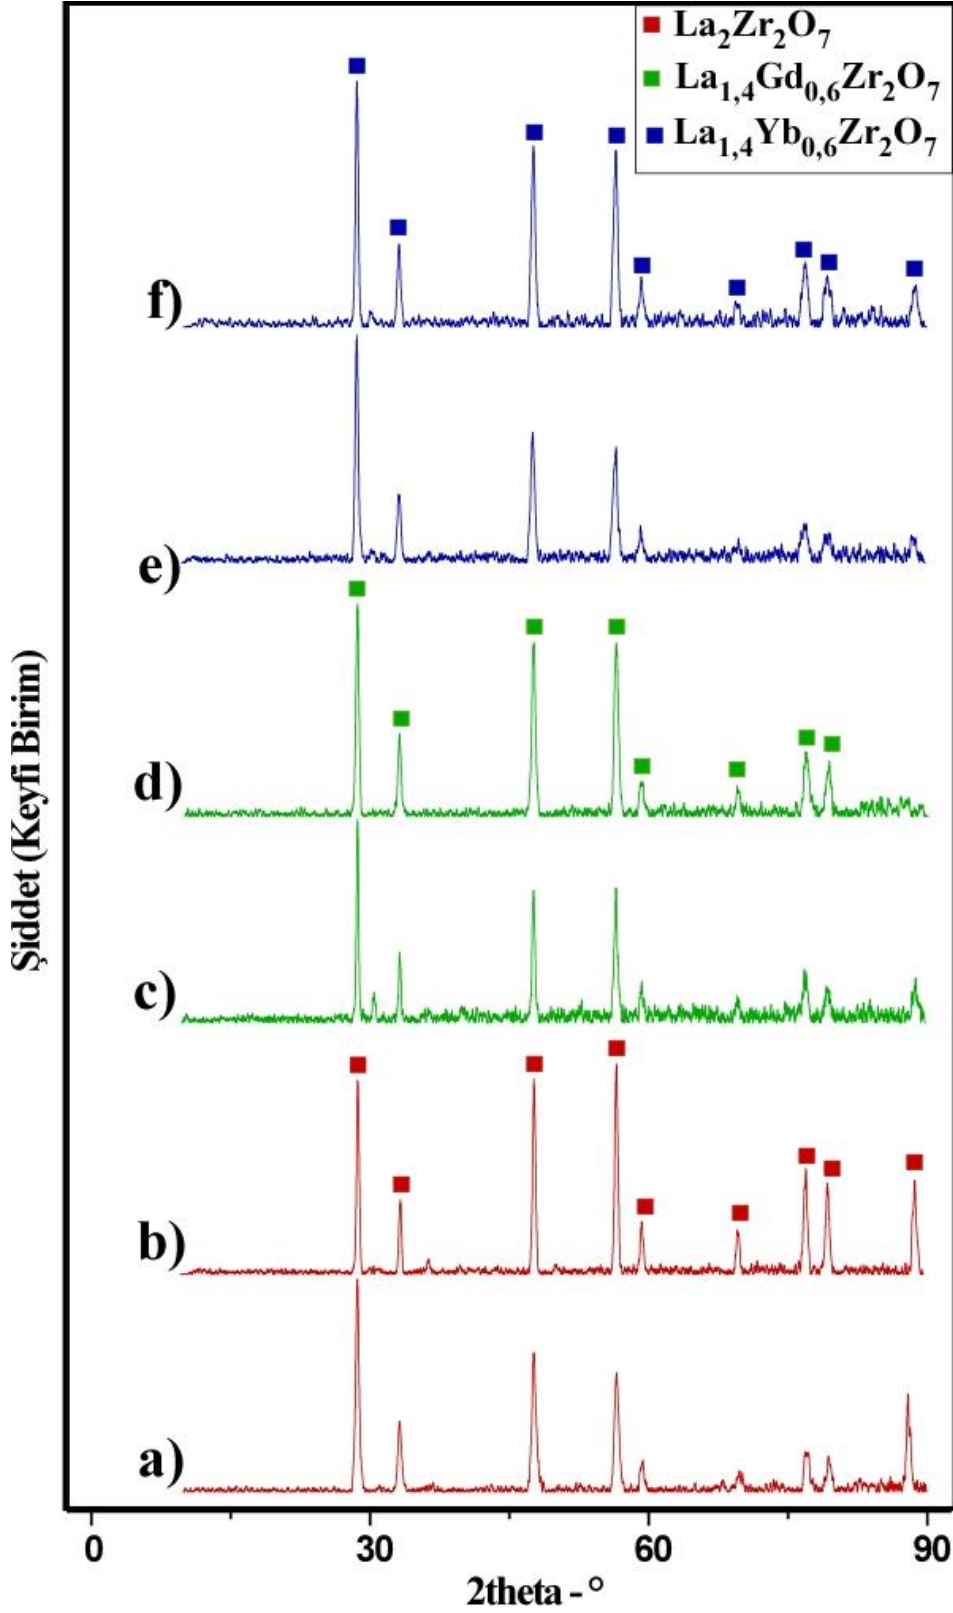 La2Zr2O7
La1,4Gd0,6Zr2O7
La1,4Yb0,6Zr2O7
f)
e)
d)
c)
b)
a)
Şiddet (Keyfi Birim)
0 30 60 90
2theta - °